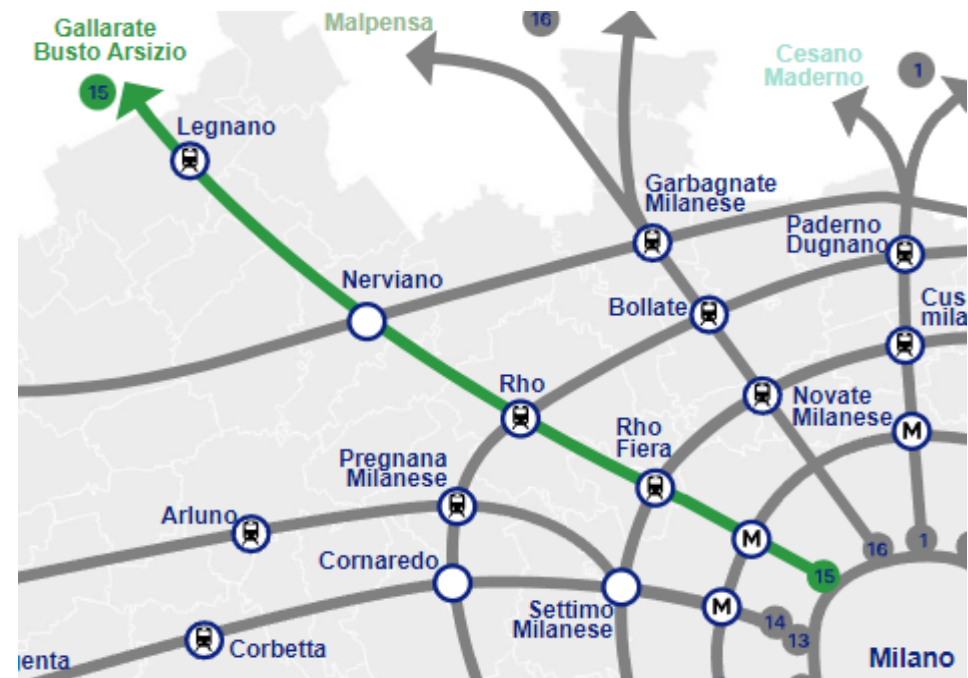 Gallarate
Busto Arsizio
Malpensa
16
Cesano
Maderno
1
15
Legnano
Garbagnate
Milanese
Paderno
Dugnano
Nerviano
Bollate
Rho
Novate
Milanese
M
Rho
Fiera
Pregnana
Milanese
Arluno
M
16
1
15
Cornaredo
Settimo
Milanese
M
14
13
Corbetta
Milano